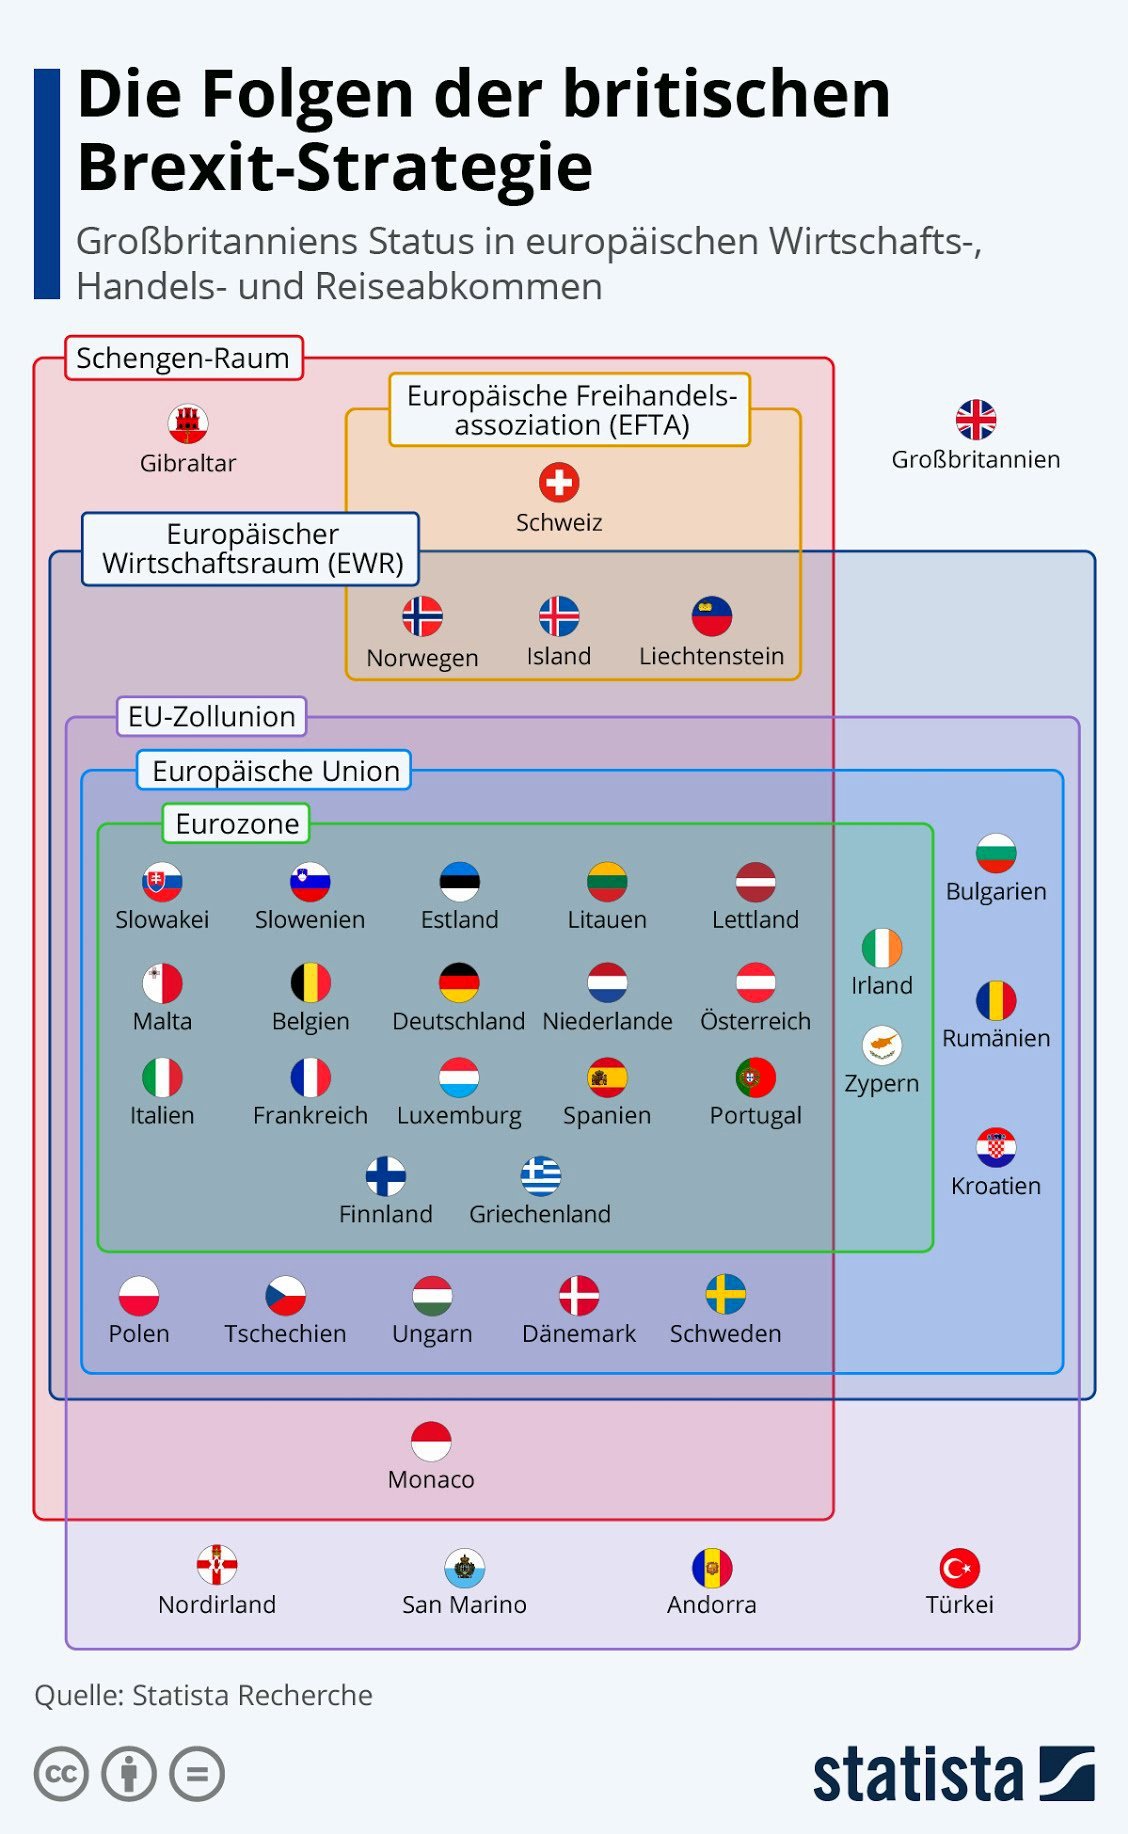 Die Folgen der britischen
Brexit-Strategie
Großbritanniens Status in europäischen Wirtschafts-,
Handels- und Reiseabkommen
Schengen-Raum
Europäische Freihandels-
assoziation (EFTA)
Gibraltar
Großbritannien
Schweiz
Europäischer
Wirtschaftsraum (EWR)
Norwegen Island Liechtenstein
EU-Zollunion
Europäische Union
Eurozone
Slowakei Slowenien Estland Litauen Lettland
Bulgarien
Irland
Malta Belgien Deutschland Niederlande Österreich
Rumänien
Zypern
Italien Frankreich Luxemburg Spanien Portugal
Kroatien
Finnland Griechenland
Polen Tschechien Ungarn Dänemark Schweden
Monaco
Nordirland San Marino Andorra Türkei
Quelle: Statista Recherche
cc
statista